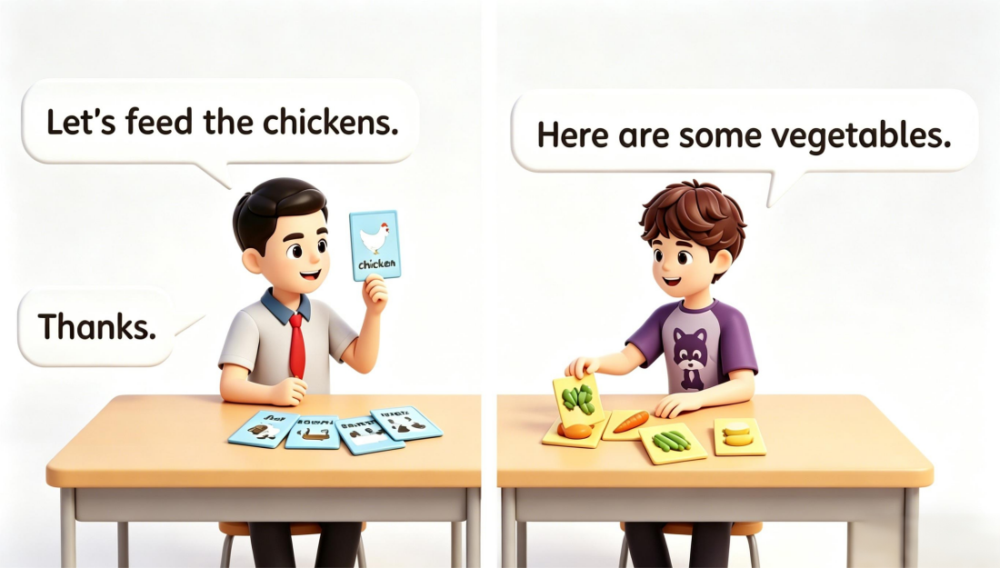 Let's feed the chickens.
Here are some vegetables.
Thanks.
chicken